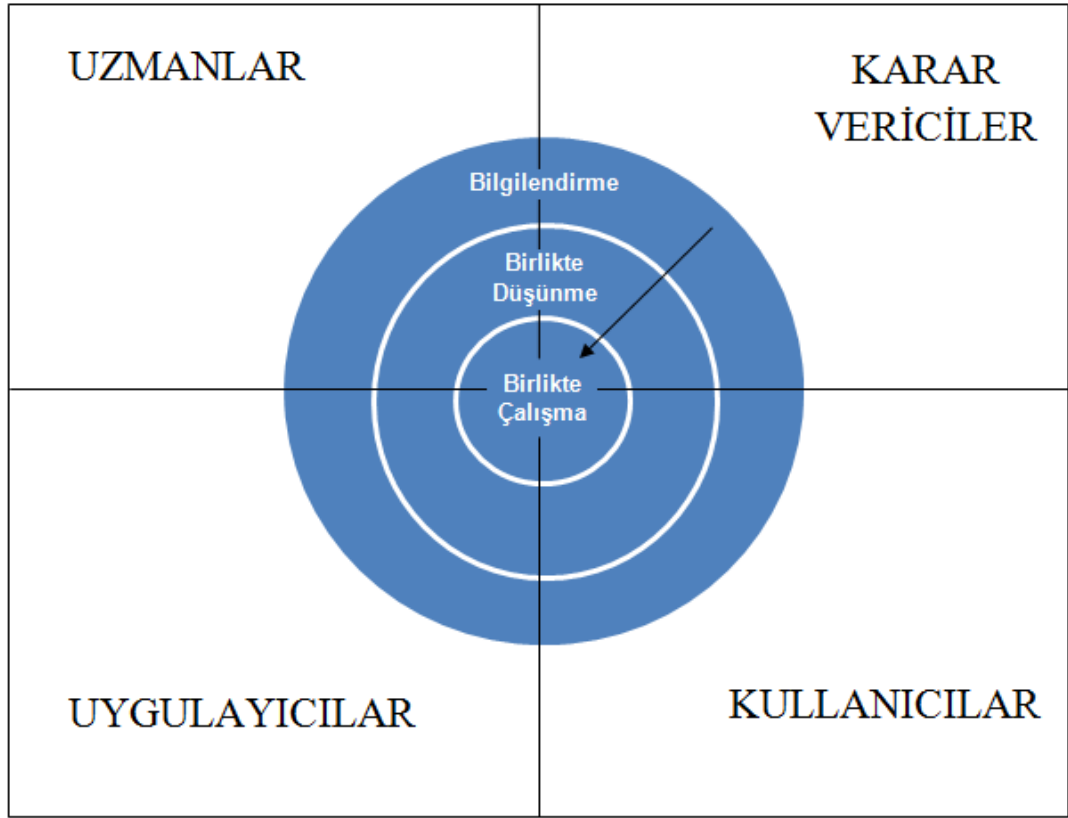 UZMANLAR
KARAR
VERİCİLER
Bilgilendirme
Birlikte
Düşünme
Birlikte
Çalışma
UYGULAYICILAR
KULLANICILAR